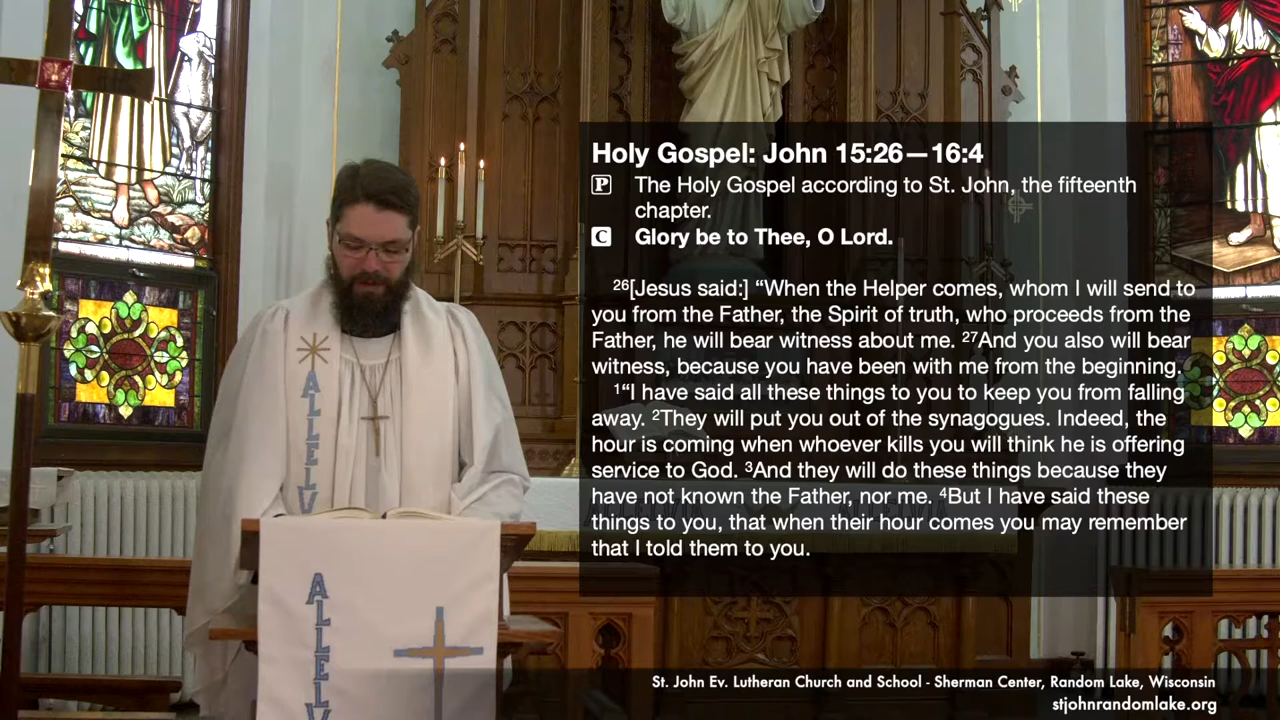 Holy Gospel: John 15:26—16:4
P The Holy Gospel according to St. John, the fifteenth
chapter.
C Glory be to Thee, O Lord.
26[Jesus said:] “When the Helper comes, whom I will send to
you from the Father, the Spirit of truth, who proceeds from the
Father, he will bear witness about me. 27And you also will bear
witness, because you have been with me from the beginning.
1“I have said all these things to you to keep you from falling
away. 2They will put you out of the synagogues. Indeed, the
hour is coming when whoever kills you will think he is offering
service to God. 3And they will do these things because they
have not known the Father, nor me. 4But I have said these
things to you, that when their hour comes you may remember
that I told them to you.
ALLELV
ALLELV
St. John Ev. Lutheran Church and School - Sherman Center, Random Lake, Wisconsin
stjohnrandomlake.org